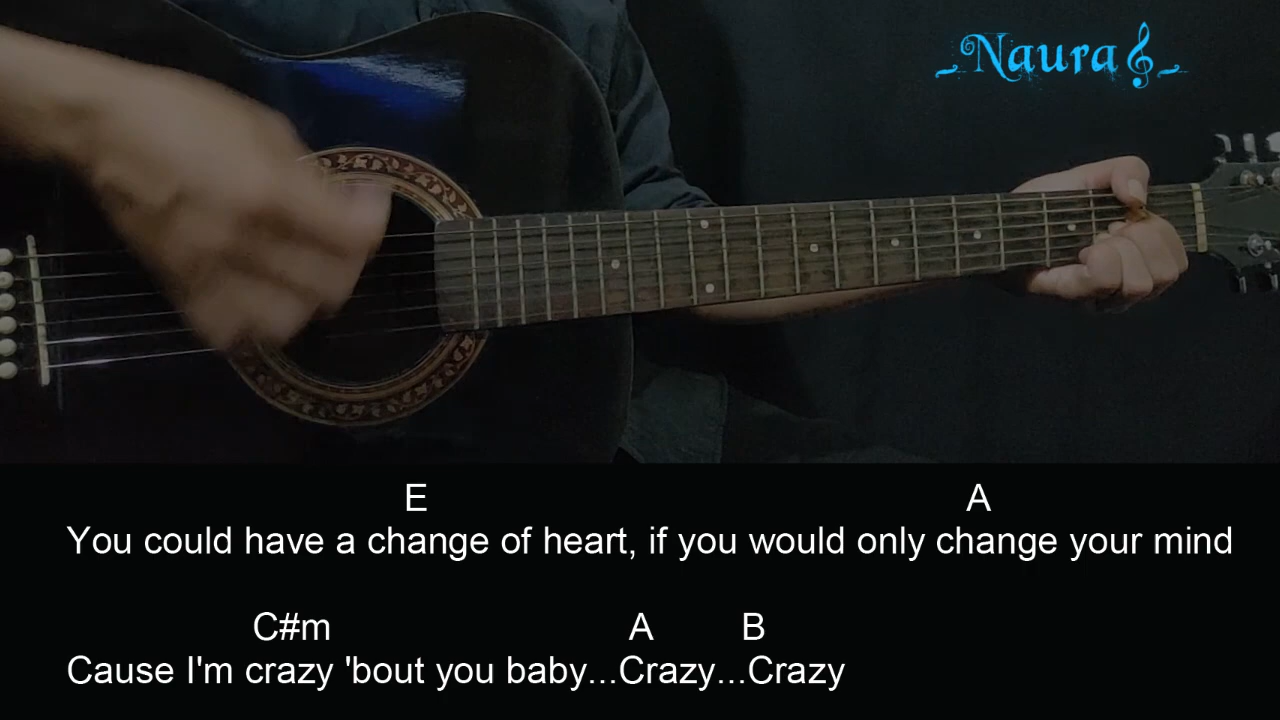 Naura
E A
You could have a change of heart, if you would only change your mind
C#m A B
Cause I'm crazy 'bout you baby...Crazy...Crazy